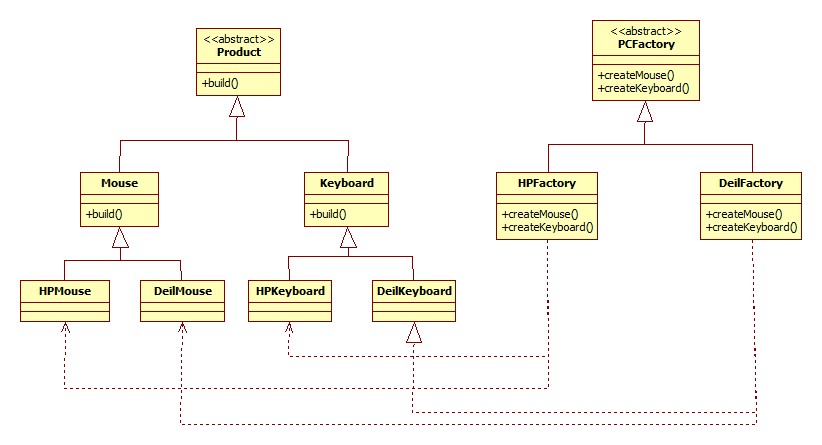 <<abstract>>
Product
+build()
<<abstract>>
PCFactory
+createMouse()
+createKeyboard()
Mouse
+build()
Keyboard
+build()
HPFactory
+createMouse()
+createKeyboard()
DeilFactory
+createMouse()
+createKeyboard()
HPMouse
DeilMouse
HPKeyboard
DeilKeyboard